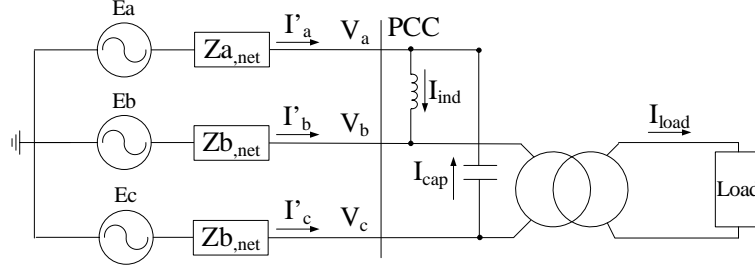 Ea
Za,net
I'a
Va
PCC
Iind
Eb
Zb,net
I'b
Vb
Icap
Iload
Load
Ec
Zb,net
I'c
Vc